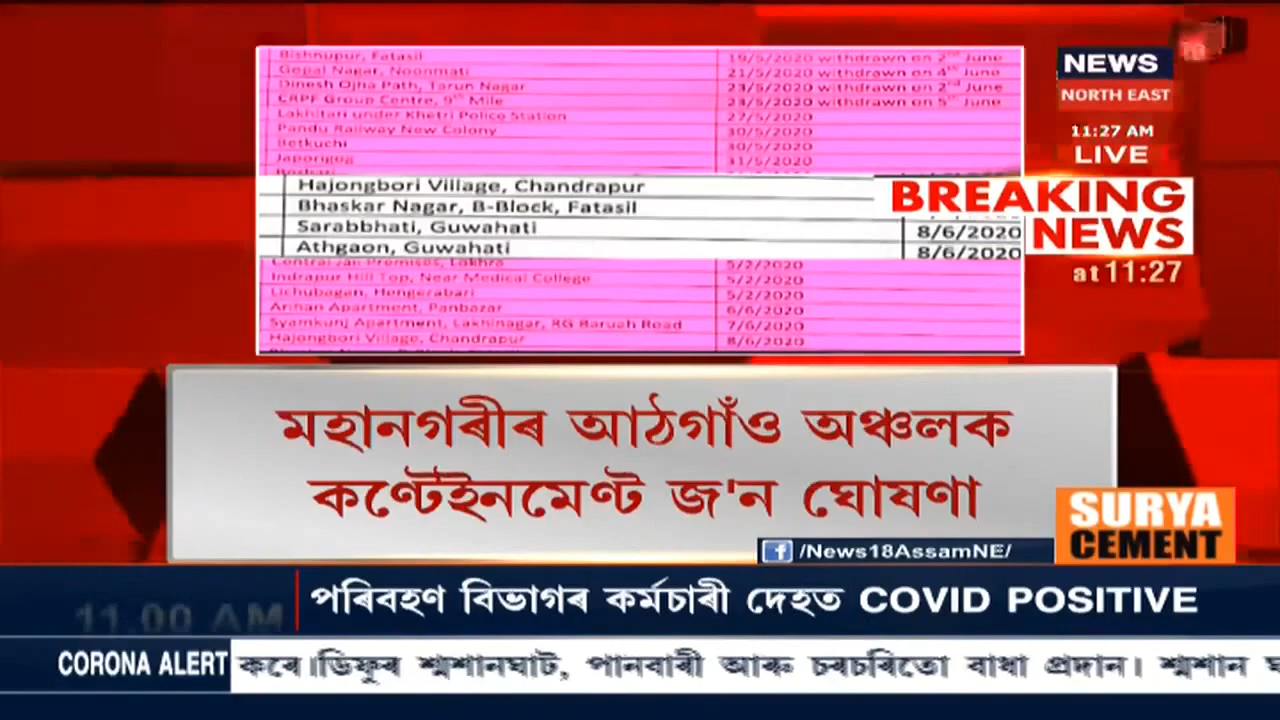 Bishnupur, Fatasil 19/5/2020 withdrawn on 2nd June
Gopal Nagar, Noonmati 21/5/2020 withdrawn on 4th June
Dinesh Ojha Path, Tarun Nagar 23/5/2020 withdrawn on 2nd June
CRPF Group Centre, 9th Mile 23/5/2020 withdrawn on 5th June
Lakhitari under Khetri Police Station 27/5/2020
Pandu Railway New Colony 30/5/2020
Betkuchi 30/5/2020
Japorigog 31/5/2020
Hajongbori Village, Chandrapur
Bhaskar Nagar, B-Block, Fatasil
Sarabbhati, Guwahati 8/6/2020
Athgaon, Guwahati 8/6/2020
Central Jail Premises, Lokhra 5/2/2020
Indrapur Hill Top, Near Medical College 5/2/2020
Lichubagan, Hengerabari 5/2/2020
Arihan Apartment, Panbazar 6/6/2020
Syamkunj Apartment, Lakhinagar, RG Baruah Road 7/6/2020
Hajongbori Village, Chandrapur 8/6/2020
NEWS
NORTH EAST
11:27 AM
LIVE
BREAKING
NEWS
at 11:27
মহানগৰীৰ আঠগাঁও অঞ্চলক
কণ্টেইনমেণ্ট জ'ন ঘোষণা
SURYA
CEMENT
/News18AssamNE/
11.00 AM
পৰিবহণ বিভাগৰ কৰ্মচাৰী দেহত COVID POSITIVE
CORONA ALERT কৰে।ডিফুৰ শ্মশানঘাট, পানবাৰী আৰু চৰচৰিতো বাধা প্ৰদান। শ্মশান